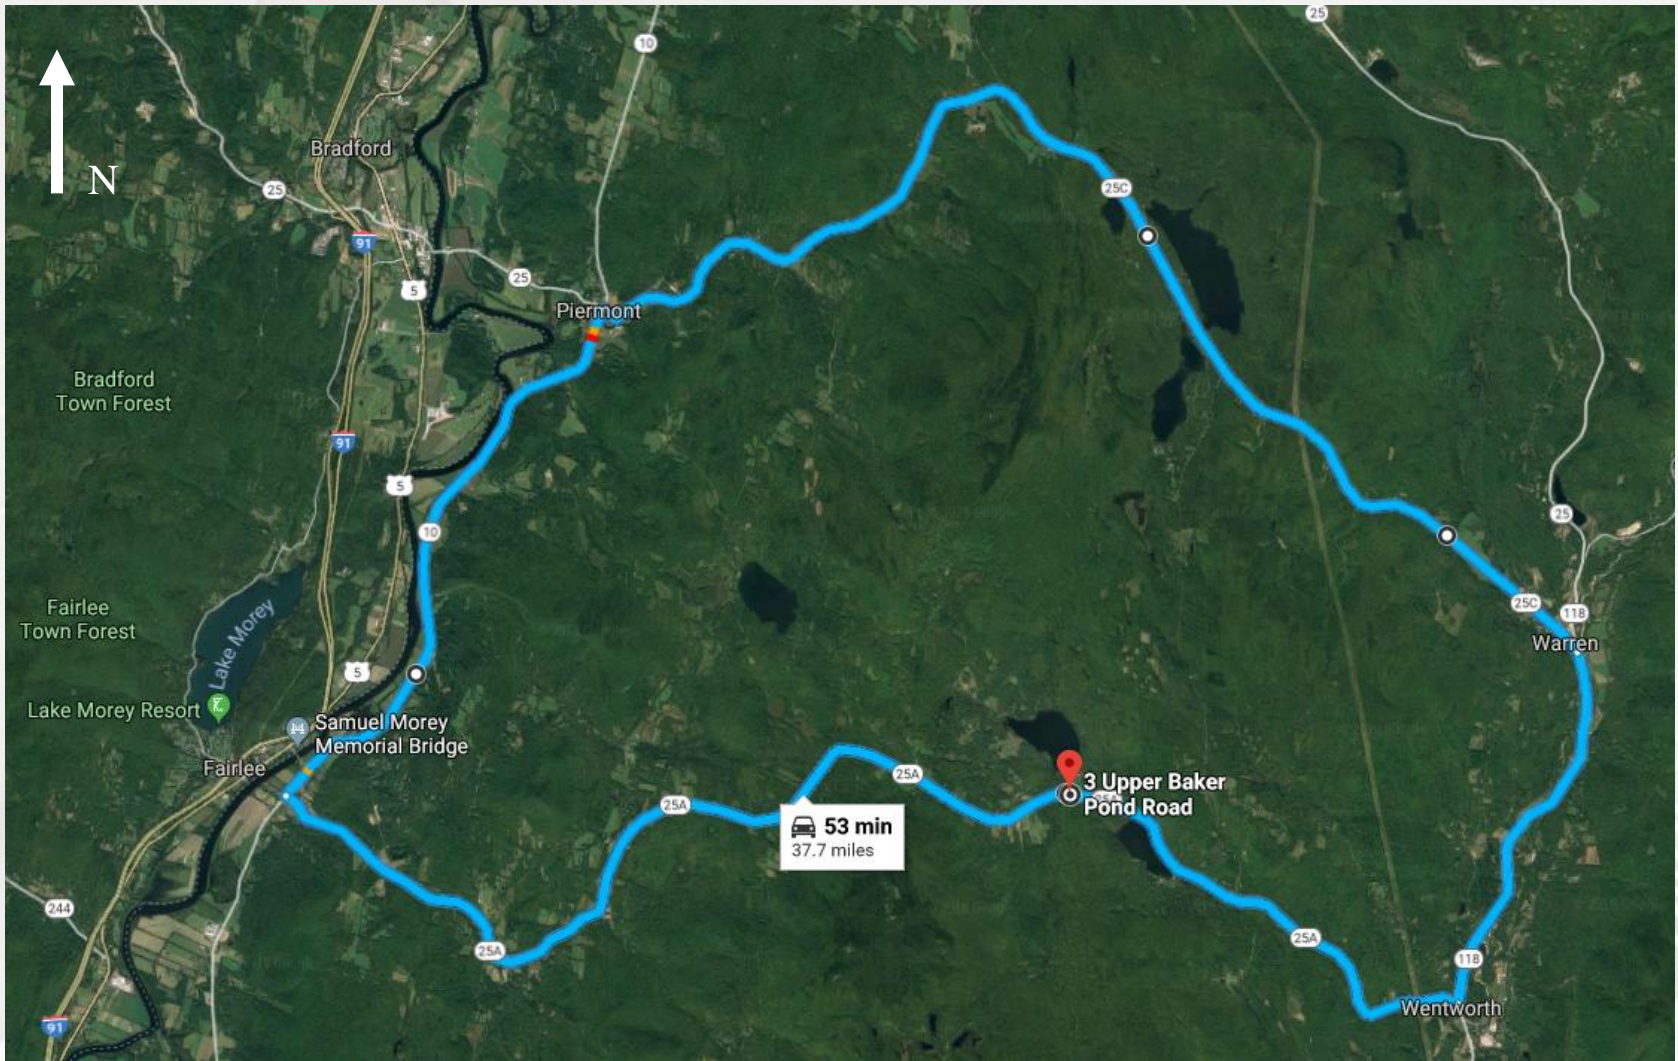 25
10
N
Bradford
25
25C
91
25
5
Piermont
Bradford
Town Forest
91
5
10
25
Fairlee
Town Forest
25C
118
Warren
Lake Morey
5
Lake Morey Resort
Samuel Morey
Memorial Bridge
Fairlee
25A
3 Upper Baker
Pond Road
25A
53 min
37.7 miles
244
25A
25A
118
Wentworth
91